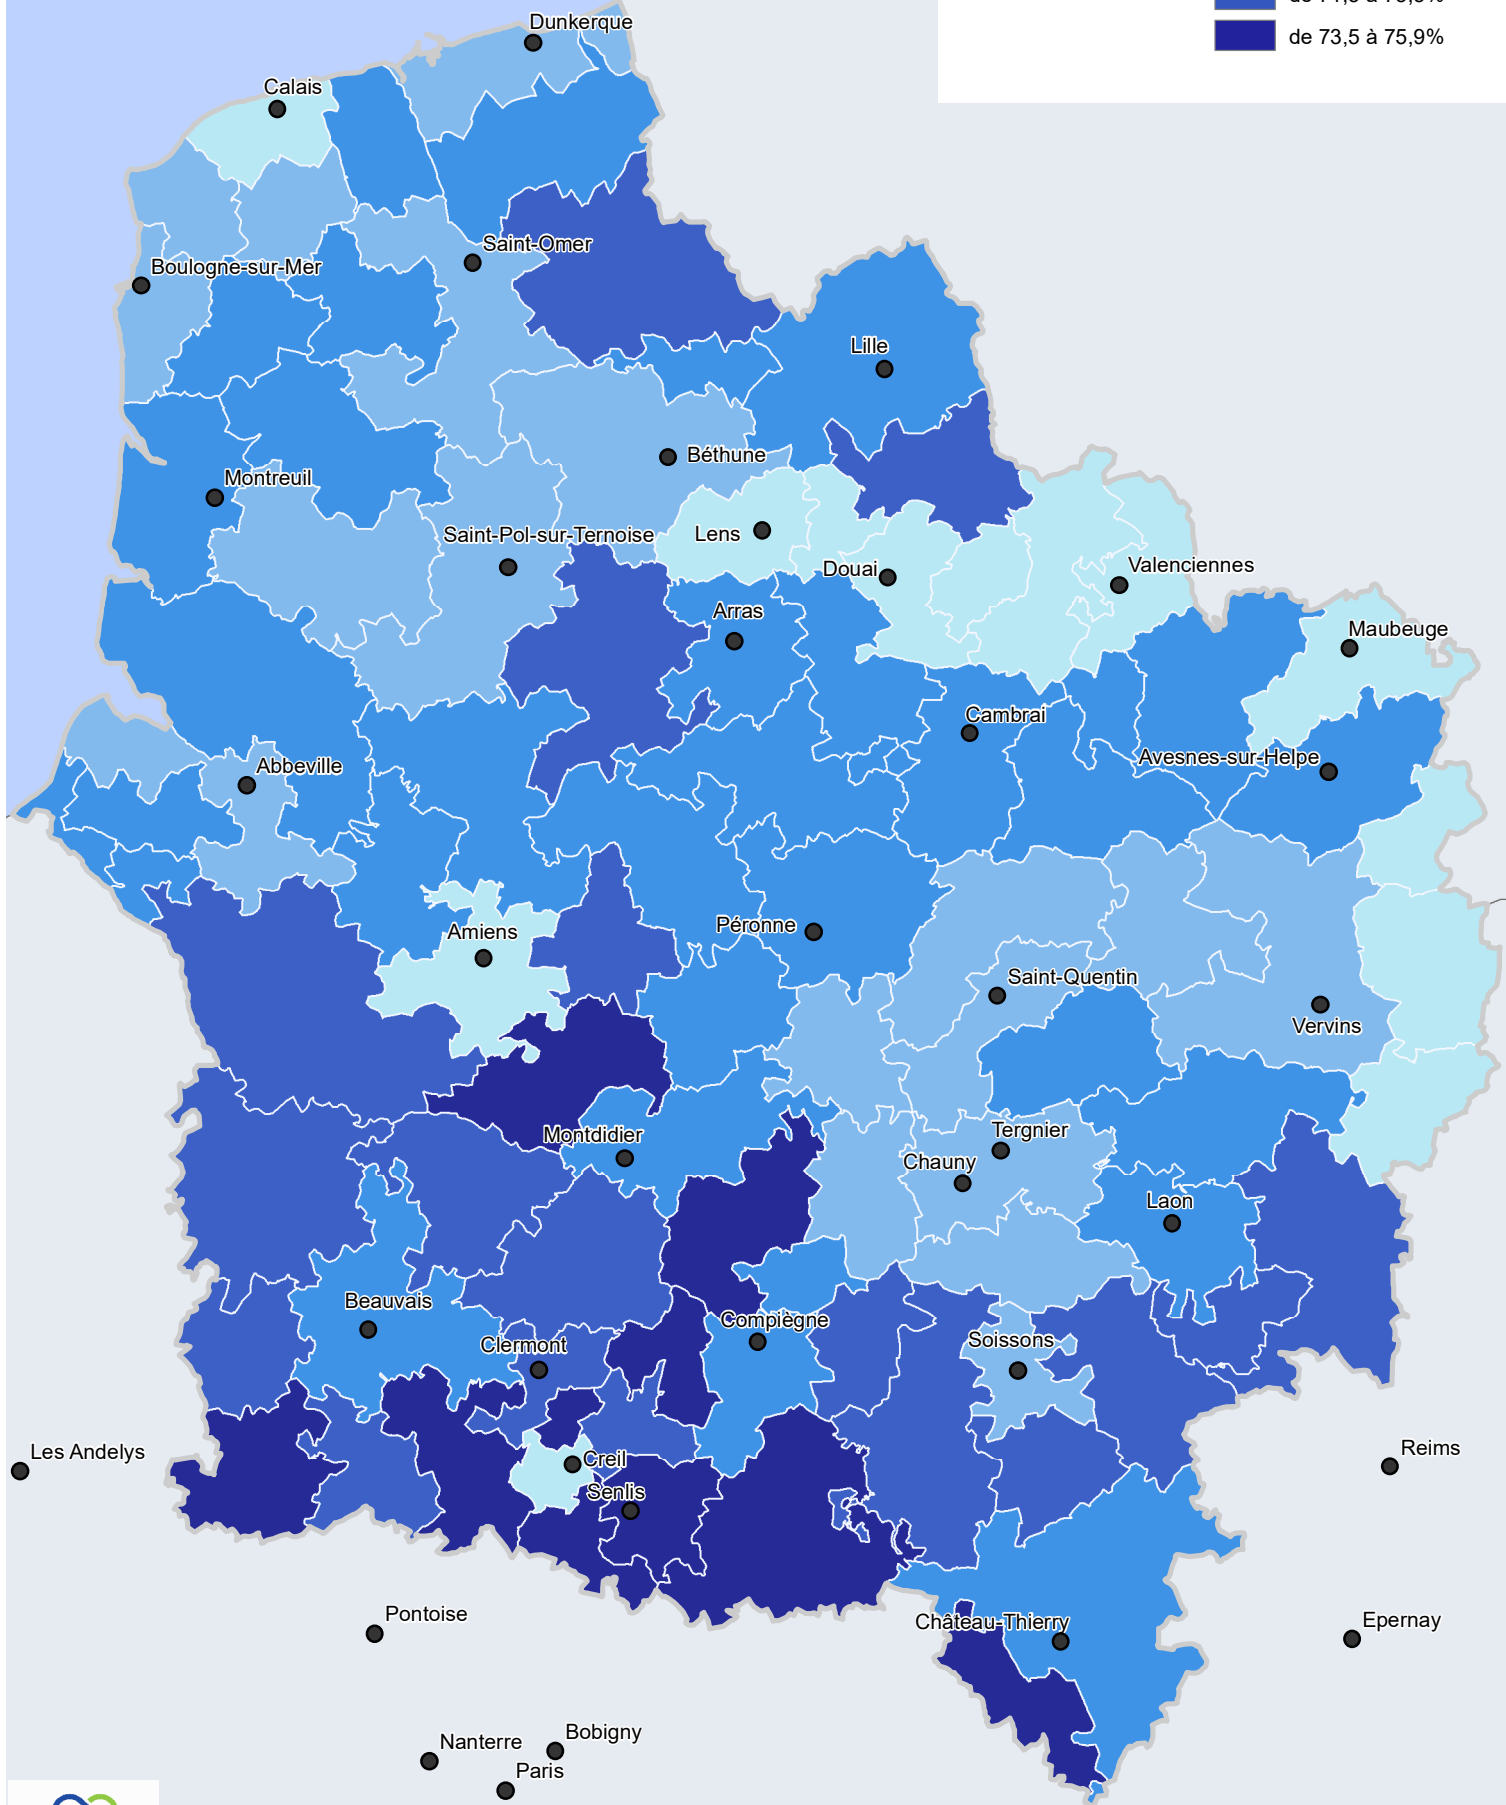 Dunkerque
de 73,5 à 75,9%
Calais
Saint-Omer
Boulogne-sur-Mer
Lille
Béthune
Montreuil
Lens
Saint-Pol-sur-Ternoise
Douai
Valenciennes
Arras
Maubeuge
Cambrai
Avesnes-sur-Helpe
Abbeville
Péronne
Amiens
Saint-Quentin
Vervins
Tergnier
Montdidier
Chauny
Laon
Beauvais
Compiègne
Clermont
Soissons
Les Andelys
Creil
Reims
Senlis
Pontoise
Château-Thierry
Epernay
Nanterre
Bobigny
Paris